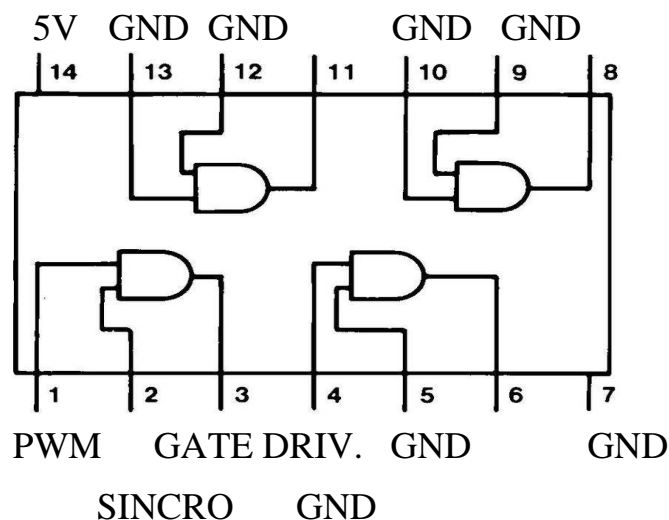 5V GND GND GND GND
14 13 12 11 10 9 8
1 2 3 4 5 6 7
PWM GATE DRIV. GND GND
SINCRO GND